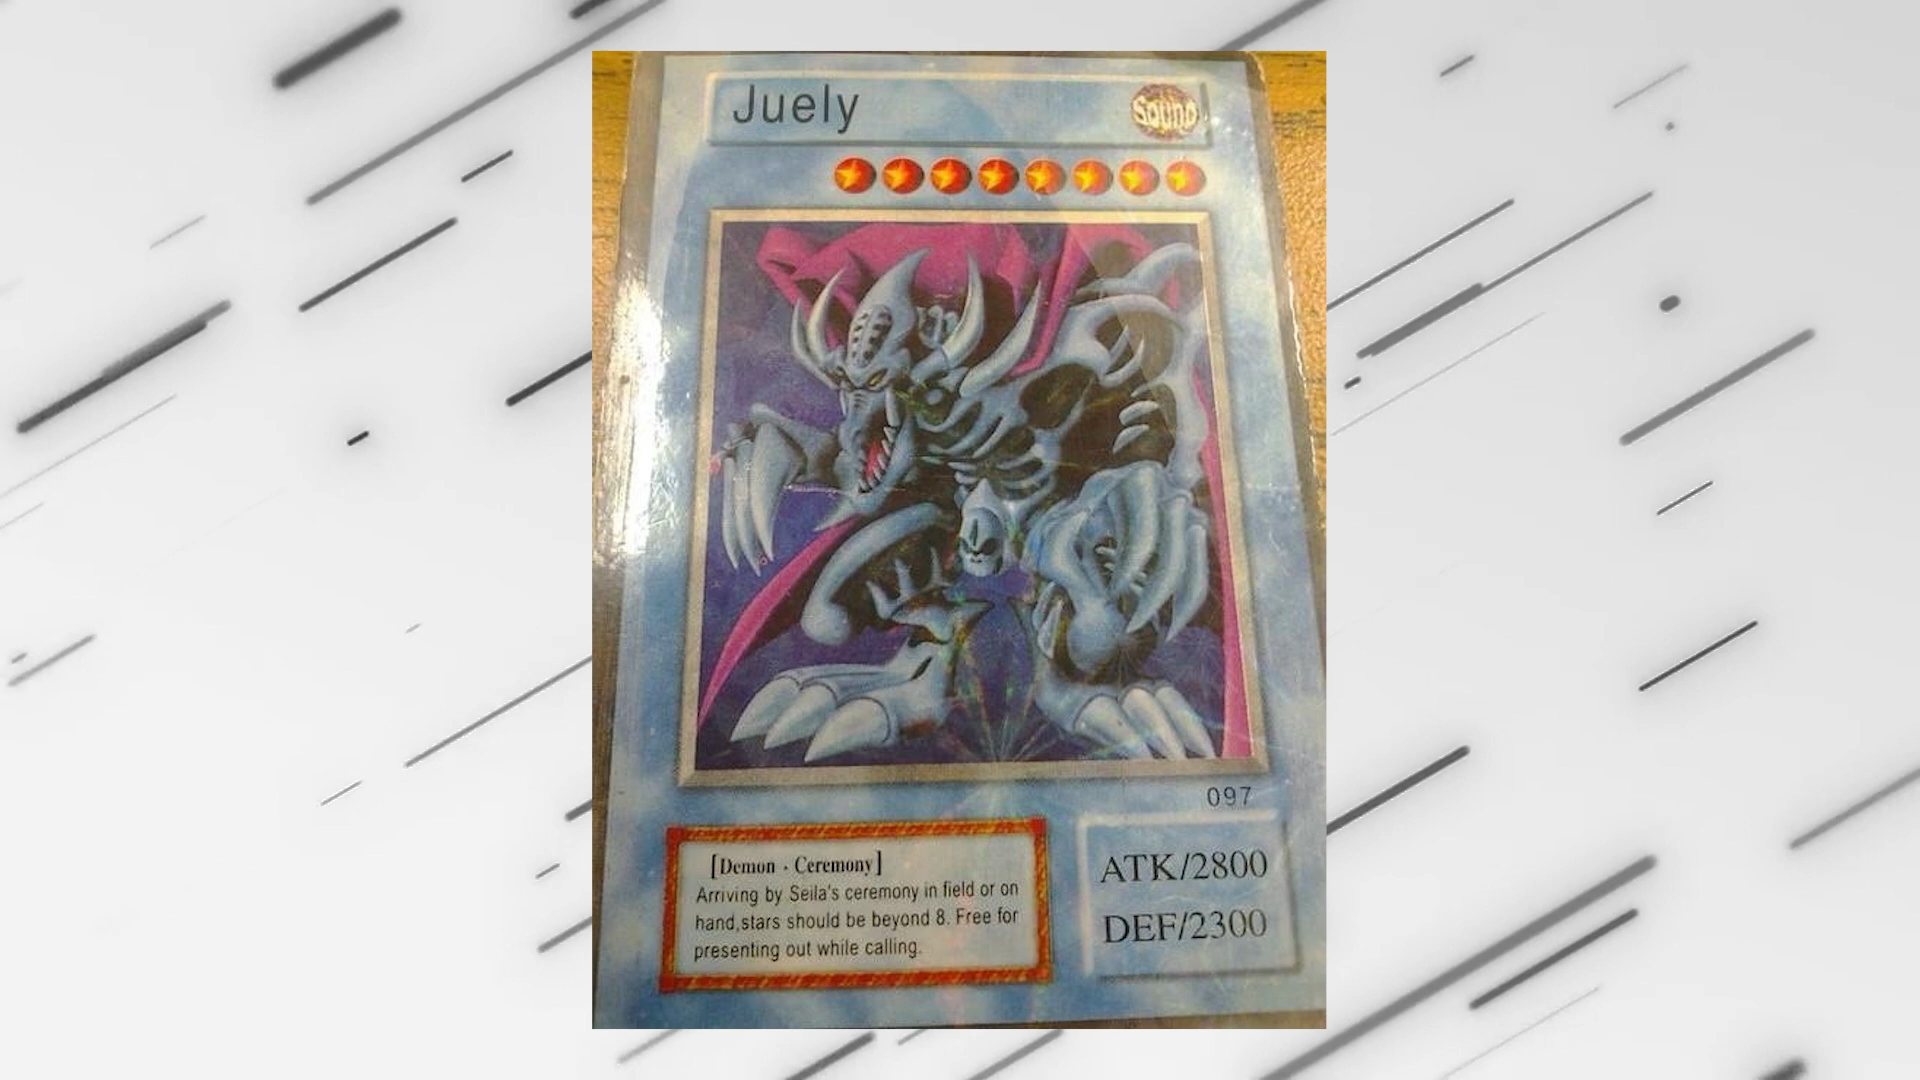 Juely
Sound
097
[Demon - Ceremony]
Arriving by Seila's ceremony in field or on
hand,stars should be beyond 8. Free for
presenting out while calling.
ATK/2800
DEF/2300